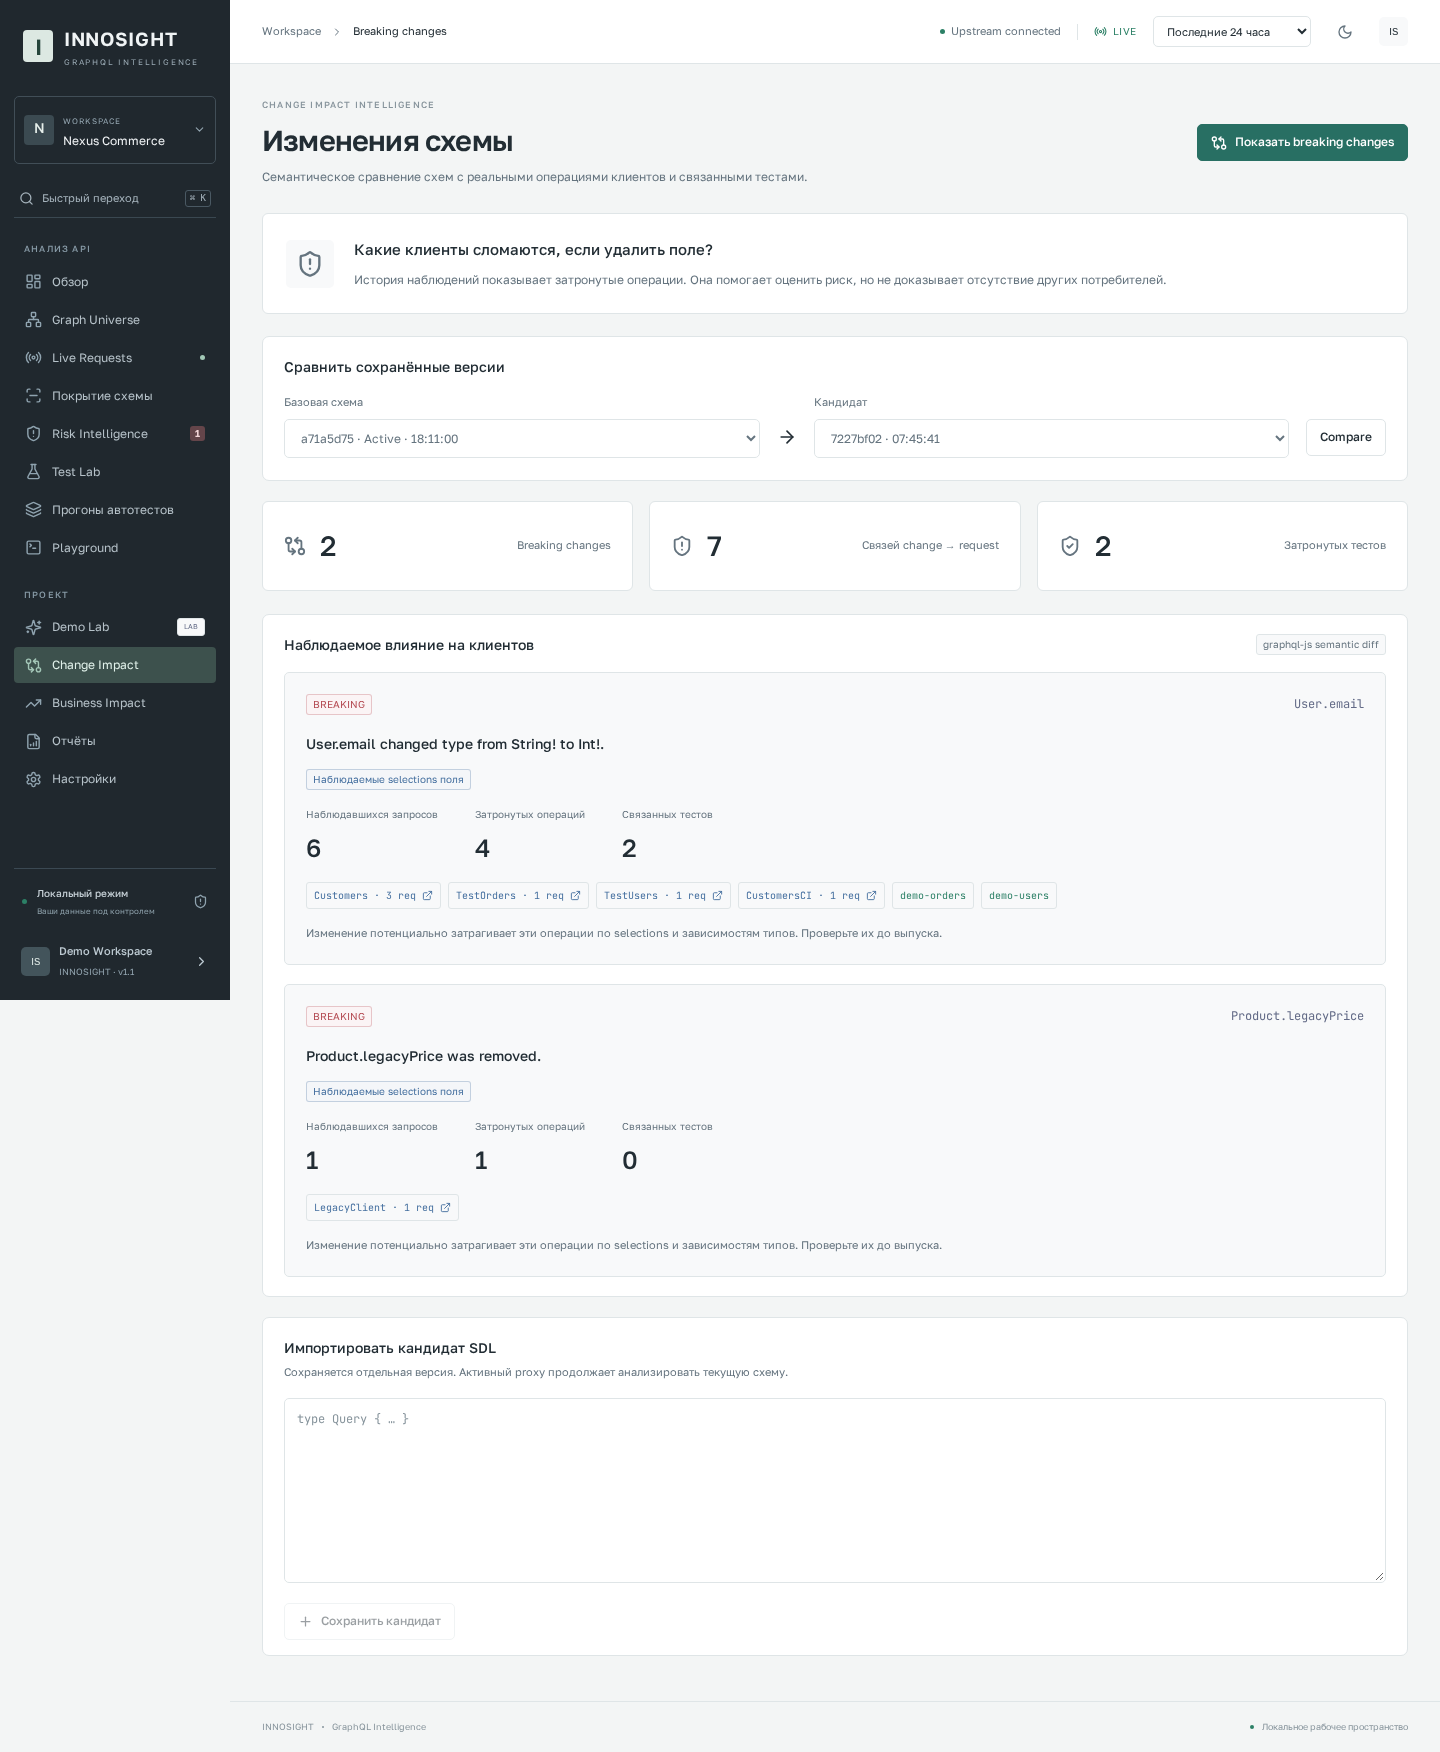 I
INNOSIGHT
GRAPHQL INTELLIGENCE
N
WORKSPACE
Nexus Commerce
Быстрый переход
⌘ K
АНАЛИЗ API
Обзор
Graph Universe
Live Requests
Покрытие схемы
Risk Intelligence
1
Test Lab
Прогоны автотестов
Playground
ПРОЕКТ
Demo Lab
LAB
Change Impact
Business Impact
Отчёты
Настройки
Локальный режим
Ваши данные под контролем
IS
Demo Workspace
INNOSIGHT · v1.1
Workspace
Breaking changes
Upstream connected
LIVE
Последние 24 часа
IS
CHANGE IMPACT INTELLIGENCE
Изменения схемы
Показать breaking changes
Семантическое сравнение схем с реальными операциями клиентов и связанными тестами.
Какие клиенты сломаются, если удалить поле?
История наблюдений показывает затронутые операции. Она помогает оценить риск, но не доказывает отсутствие других потребителей.
Сравнить сохранённые версии
Базовая схема
Кандидат
a71a5d75 · Active · 18:11:00
7227bf02 · 07:45:41
Compare
2
Breaking changes
7
Связей change → request
2
Затронутых тестов
Наблюдаемое влияние на клиентов
graphql-js semantic diff
BREAKING
User.email
User.email changed type from String! to Int!.
Наблюдаемые selections поля
Наблюдавшихся запросов
Затронутых операций
Связанных тестов
6
4
2
Customers · 3 req
TestOrders · 1 req
TestUsers · 1 req
CustomersCI · 1 req
demo-orders
demo-users
Изменение потенциально затрагивает эти операции по selections и зависимостям типов. Проверьте их до выпуска.
BREAKING
Product.legacyPrice
Product.legacyPrice was removed.
Наблюдаемые selections поля
Наблюдавшихся запросов
Затронутых операций
Связанных тестов
1
1
0
LegacyClient · 1 req
Изменение потенциально затрагивает эти операции по selections и зависимостям типов. Проверьте их до выпуска.
Импортировать кандидат SDL
Сохраняется отдельная версия. Активный proxy продолжает анализировать текущую схему.
type Query { … }
Сохранить кандидат
INNOSIGHT • GraphQL Intelligence
Локальное рабочее пространство